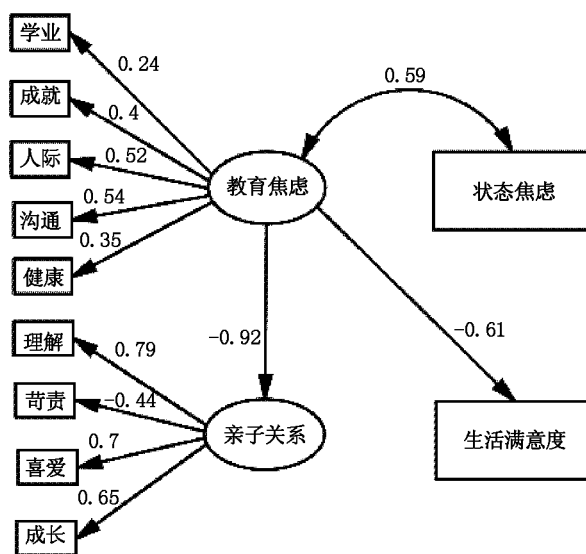 学业
0.24
0.59
成就
0.4
人际
0.52
教育焦虑
状态焦虑
0.54
沟通
0.35
健康
理解
0.79
-0.92
-0.61
苛责
-0.44
亲子关系
生活满意度
喜爱
0.7
0.65
成长